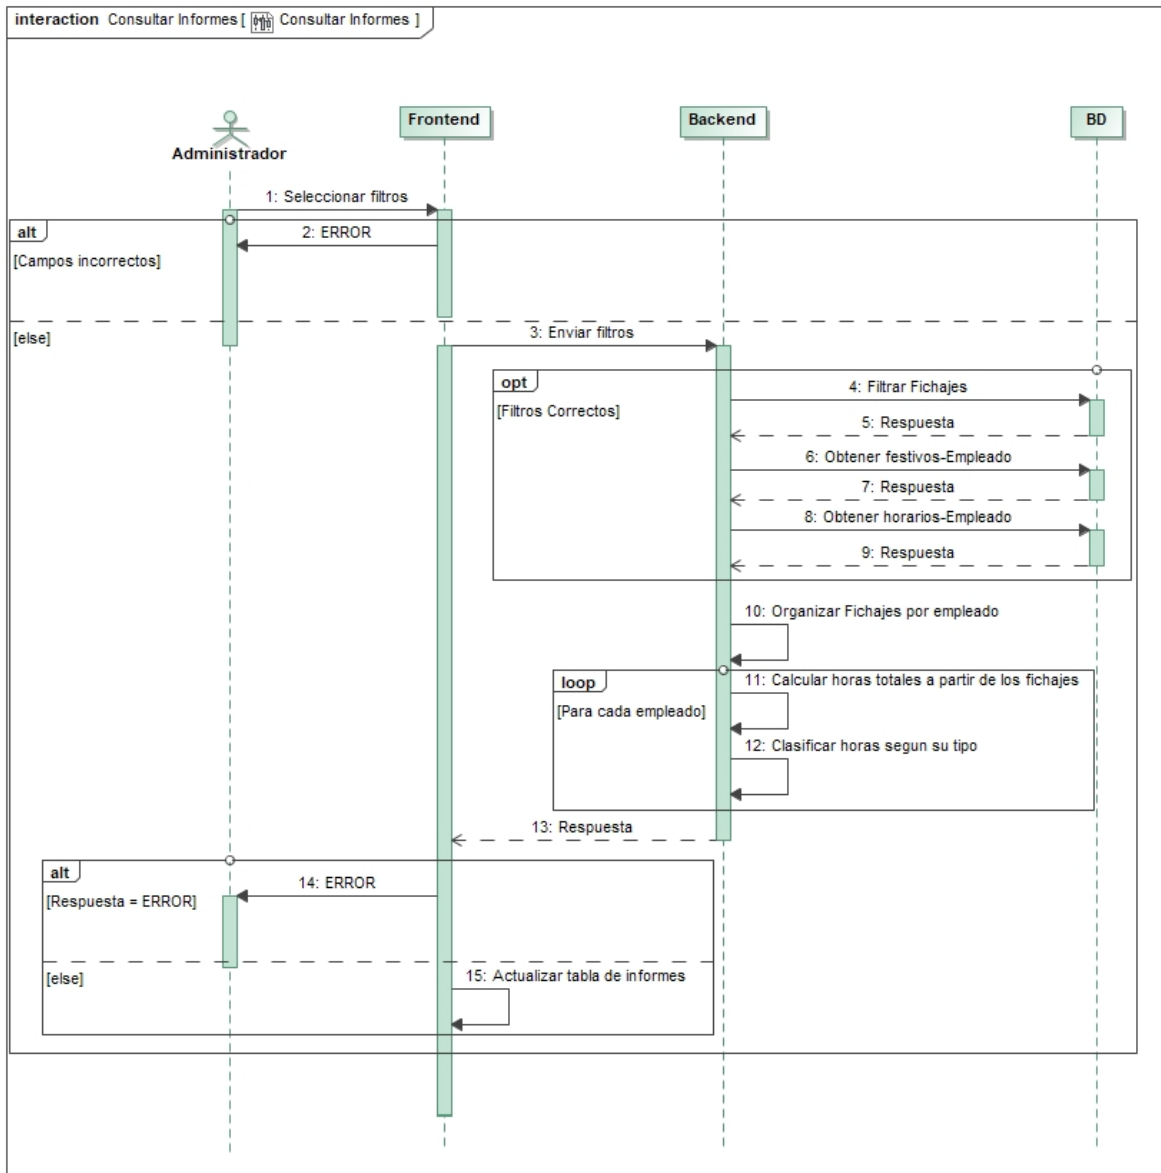 interaction Consultar Informes [ Consultar Informes ]
Frontend
Backend
BD
Administrador
1: Seleccionar filtros
alt
2: ERROR
[Campos incorrectos]
[else]
3: Enviar filtros
opt
4: Filtrar Fichajes
[Filtros Correctos]
5: Respuesta
6: Obtener festivos-Empleado
7: Respuesta
8: Obtener horarios-Empleado
9: Respuesta
10: Organizar Fichajes por empleado
loop
11: Calcular horas totales a partir de los fichajes
[Para cada empleado]
12: Clasificar horas segun su tipo
13: Respuesta
alt
14: ERROR
[Respuesta = ERROR]
[else]
15: Actualizar tabla de informes